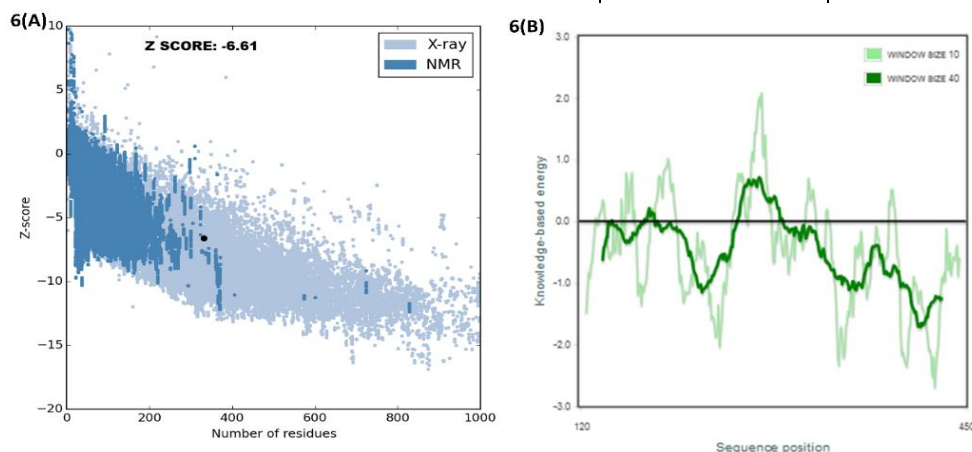 6(A)
Z SCORE: -6.61
X-ray
NMR
10
5
0
−5
−10
−15
−20
Z-score
0
200
400
600
800
1000
Number of residues
6(B)
WINDOW SIZE 10
WINDOW SIZE 40
3.0
2.0
1.0
0.0
-1.0
-2.0
-3.0
Knowledge-based energy
120
450
Sequence position